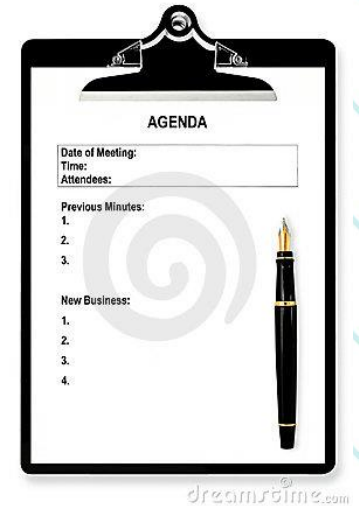 AGENDA
Date of Meeting:
Time:
Attendees:
Previous Minutes:
1.
2.
3.
New Business:
1.
2.
3.
4.
dreamstime.com